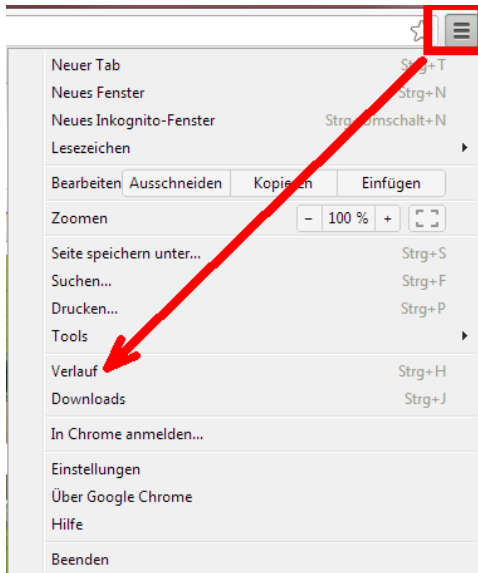 Neuer Tab Strg+T
Neues Fenster Strg+N
Neues Inkognito-Fenster Strg+Umschalt+N
Lesezeichen
Bearbeiten Ausschneiden Kopieren Einfügen
Zoomen - 100 % +
Seite speichern unter... Strg+S
Suchen... Strg+F
Drucken... Strg+P
Tools
Verlauf Strg+H
Downloads Strg+J
In Chrome anmelden...
Einstellungen
Über Google Chrome
Hilfe
Beenden